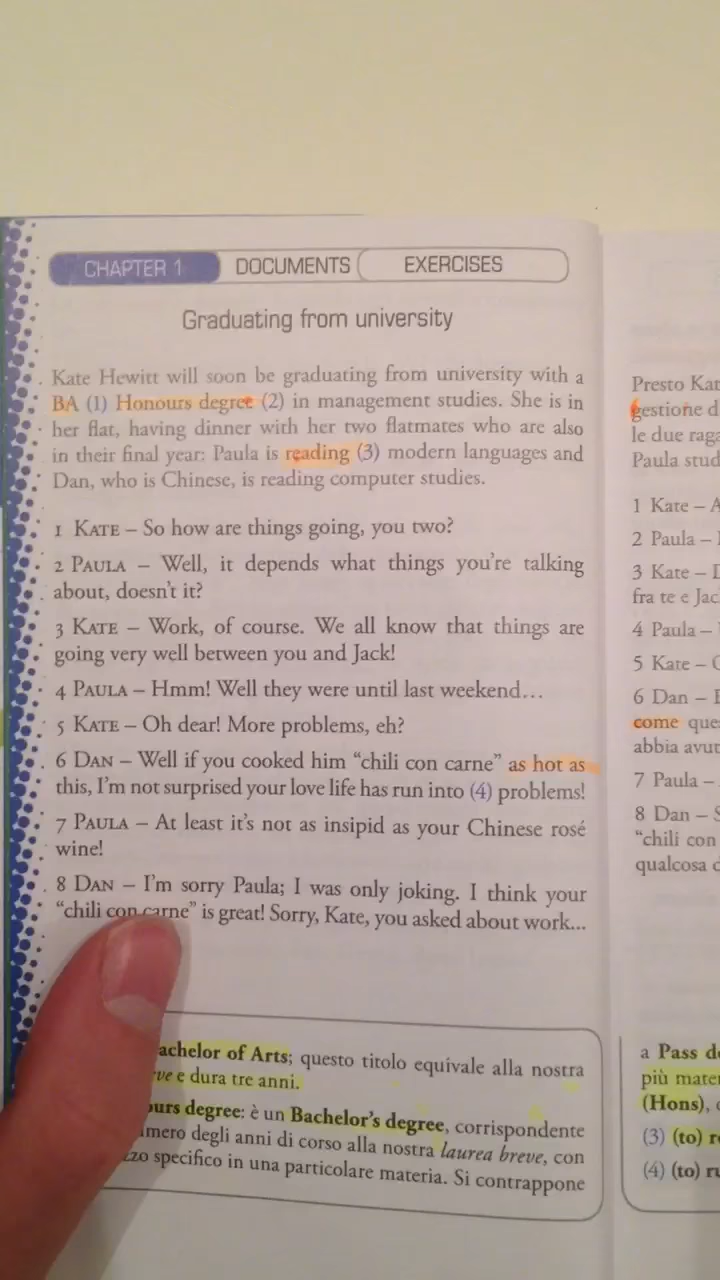 CHAPTER 1 DOCUMENTS EXERCISES
Graduating from university
Kate Hewitt will soon be graduating from university with a
BA (1) Honours degree (2) in management studies. She is in
her flat, having dinner with her two flatmates who are also
in their final year: Paula is reading (3) modern languages and
Dan, who is Chinese, is reading computer studies.
1 KATE – So how are things going, you two?
2 PAULA – Well, it depends what things you're talking
about, doesn't it?
3 KATE – Work, of course. We all know that things are
going very well between you and Jack!
4 PAULA – Hmm! Well they were until last weekend...
5 KATE – Oh dear! More problems, eh?
6 DAN – Well if you cooked him “chili con carne” as hot as
this, I'm not surprised your love life has run into (4) problems!
7 PAULA – At least it's not as insipid as your Chinese rosé
wine!
8 DAN – I'm sorry Paula; I was only joking. I think your
“chili con carne” is great! Sorry, Kate, you asked about work...
achelor of Arts; questo titolo equivale alla nostra
ve e dura tre anni.
ours degree: è un Bachelor's degree, corrispondente
mero degli anni di corso alla nostra laurea breve, con
zzo specifico in una particolare materia. Si contrappone
Presto Kat
gestione d
le due raga
Paula stud
1 Kate – A
2 Paula –
3 Kate – D
fra te e Jac
4 Paula –
5 Kate –
6 Dan –
come que
abbia avut
7 Paula –
8 Dan – S
“chili con
qualcosa d
a Pass de
più mater
(Hons),
(3) (to) re
(4) (to) ru